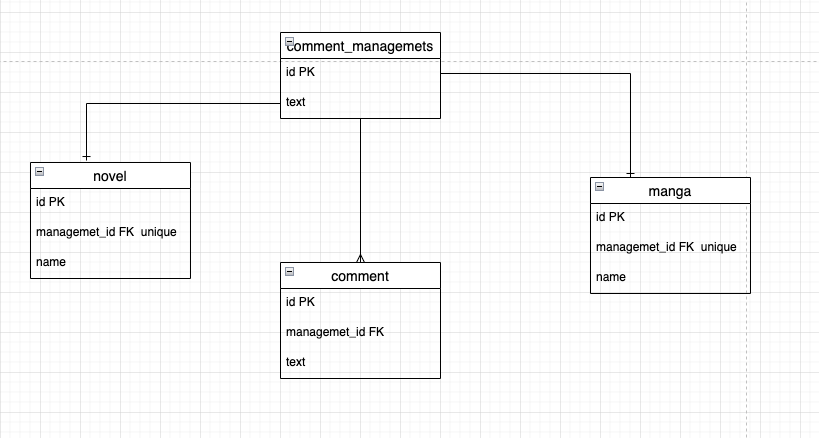 comment_managemets
id PK
text
novel
id PK
managemet_id FK  unique
name
comment
id PK
managemet_id FK
text
manga
id PK
managemet_id FK  unique
name